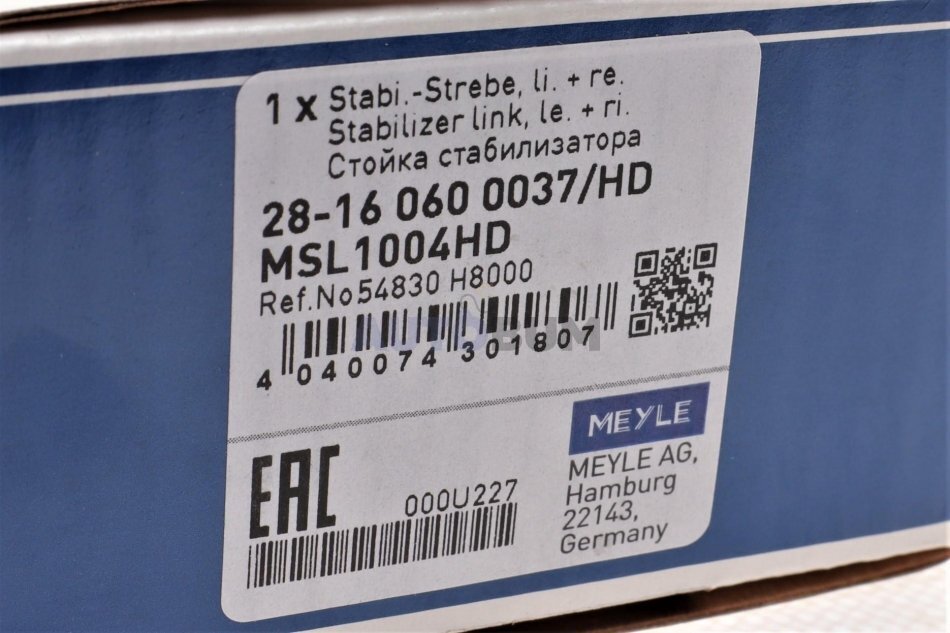 1 x Stabi.-Strebe, li. + re.
Stabilizer link, le. + ri.
Стойка стабилизатора
28-16 060 0037/HD
MSL1004HD
Ref.No54830 H8000
AUTOBUM
4 040074 301807
EAC
000U227
MEYLE
MEYLE AG,
Hamburg
22143,
Germany